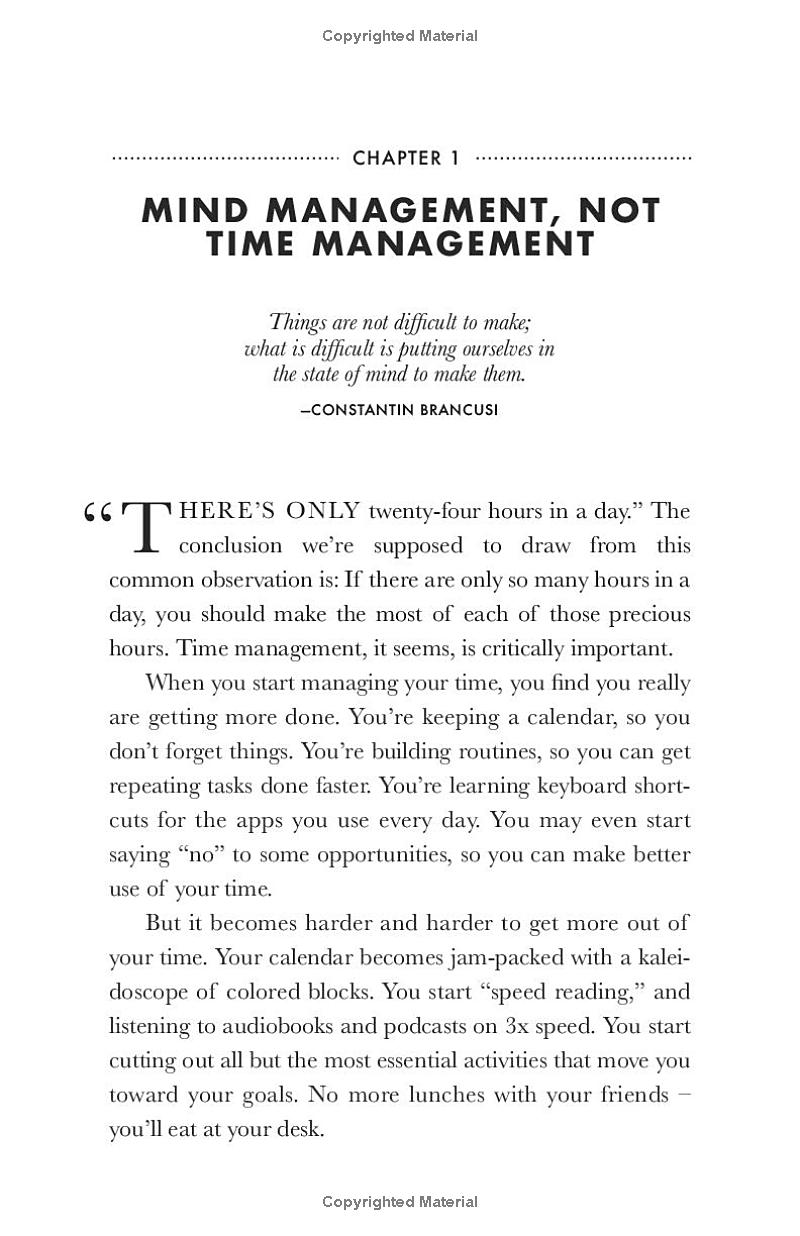 Copyrighted Material
CHAPTER 1
MIND MANAGEMENT, NOT
TIME MANAGEMENT
Things are not difficult to make;
what is difficult is putting ourselves in
the state of mind to make them.
—CONSTANTIN BRANCUSI
“THERE’S ONLY twenty-four hours in a day.” The
conclusion we’re supposed to draw from this
common observation is: If there are only so many hours in a
day, you should make the most of each of those precious
hours. Time management, it seems, is critically important.
When you start managing your time, you find you really
are getting more done. You’re keeping a calendar, so you
don’t forget things. You’re building routines, so you can get
repeating tasks done faster. You’re learning keyboard short-
cuts for the apps you use every day. You may even start
saying “no” to some opportunities, so you can make better
use of your time.
But it becomes harder and harder to get more out of
your time. Your calendar becomes jam-packed with a kalei-
doscope of colored blocks. You start “speed reading,” and
listening to audiobooks and podcasts on 3x speed. You start
cutting out all but the most essential activities that move you
toward your goals. No more lunches with your friends –
you’ll eat at your desk.
Copyrighted Material